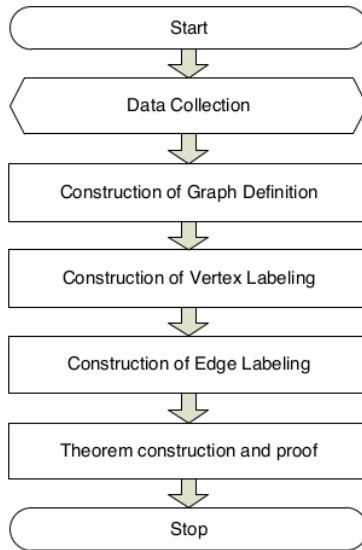 Start
Data Collection
Construction of Graph Definition
Construction of Vertex Labeling
Construction of Edge Labeling
Theorem construction and proof
Stop